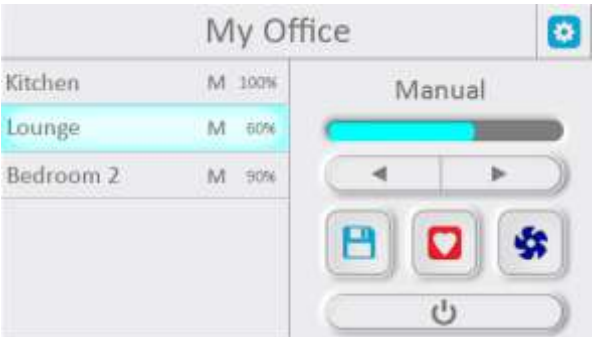 My Office
Kitchen M 100%
Lounge M 60%
Bedroom 2 M 90%
Manual